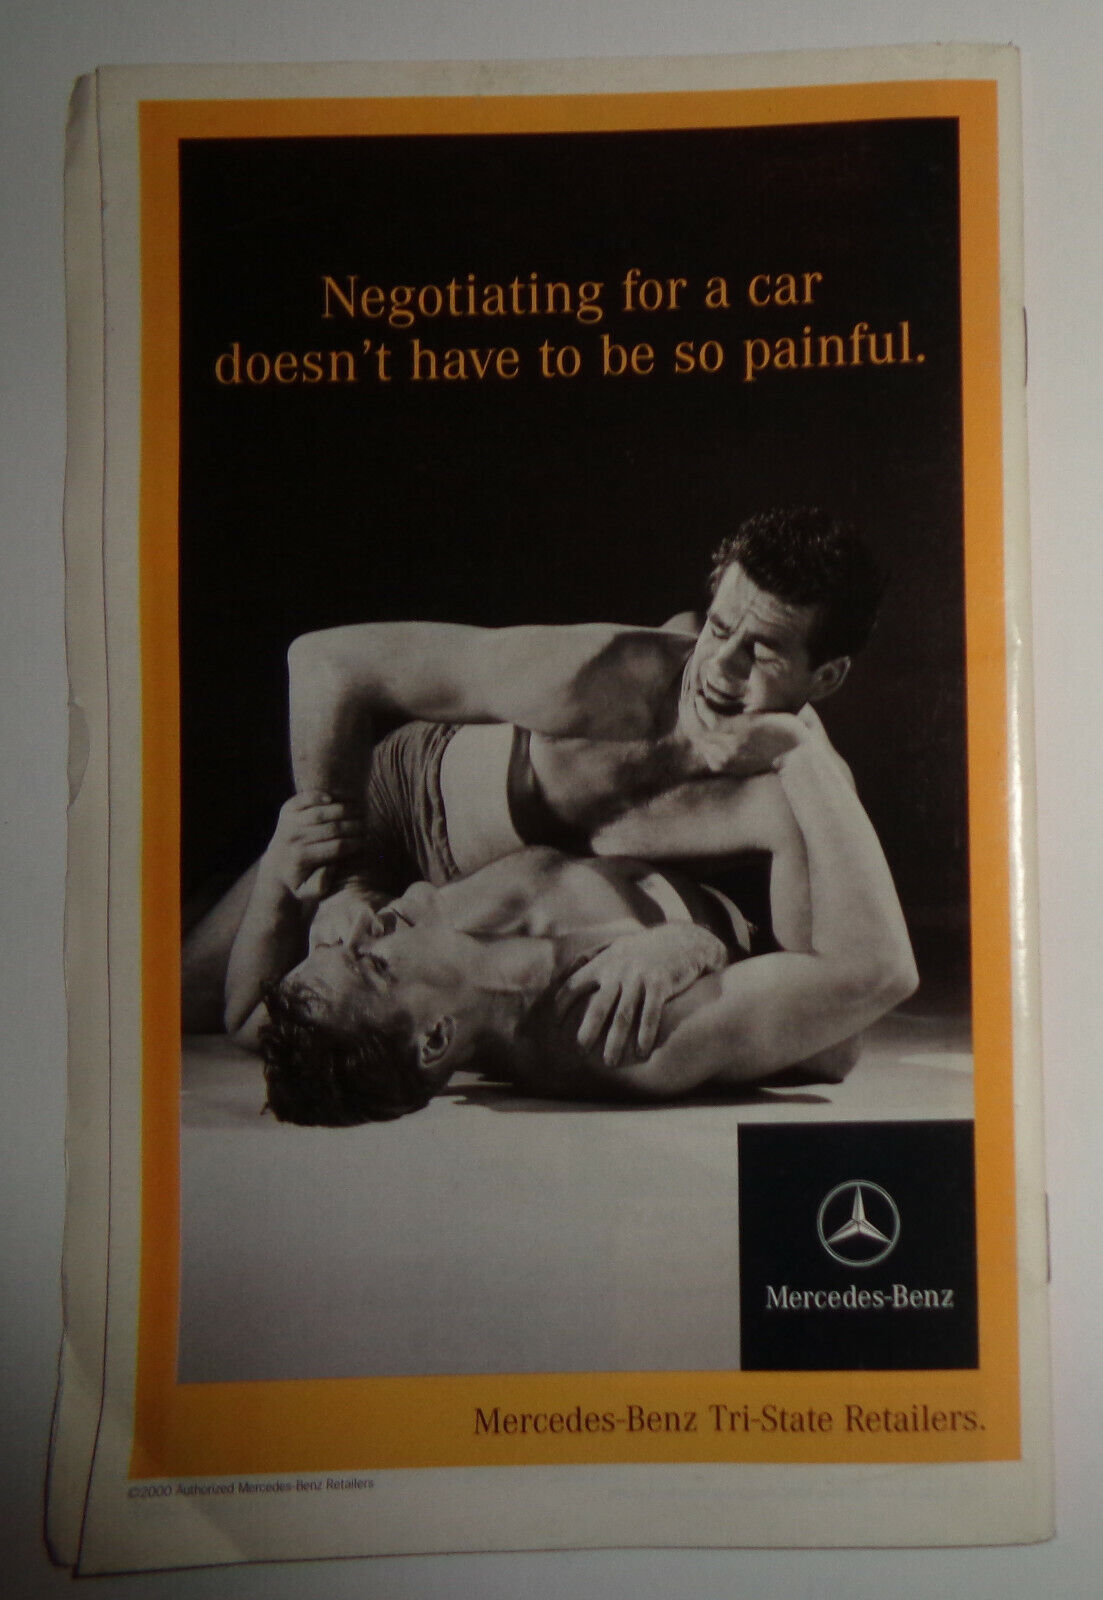 Negotiating for a car
doesn't have to be so painful.
Mercedes-Benz
Mercedes-Benz Tri-State Retailers.
©2000 Authorized Mercedes-Benz Retailers